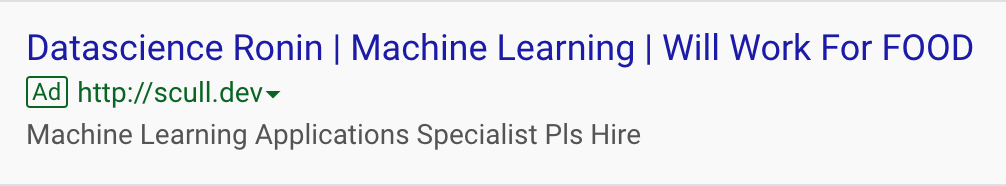 Datascience Ronin | Machine Learning | Will Work For FOOD
Ad http://scull.dev
Machine Learning Applications Specialist Pls Hire